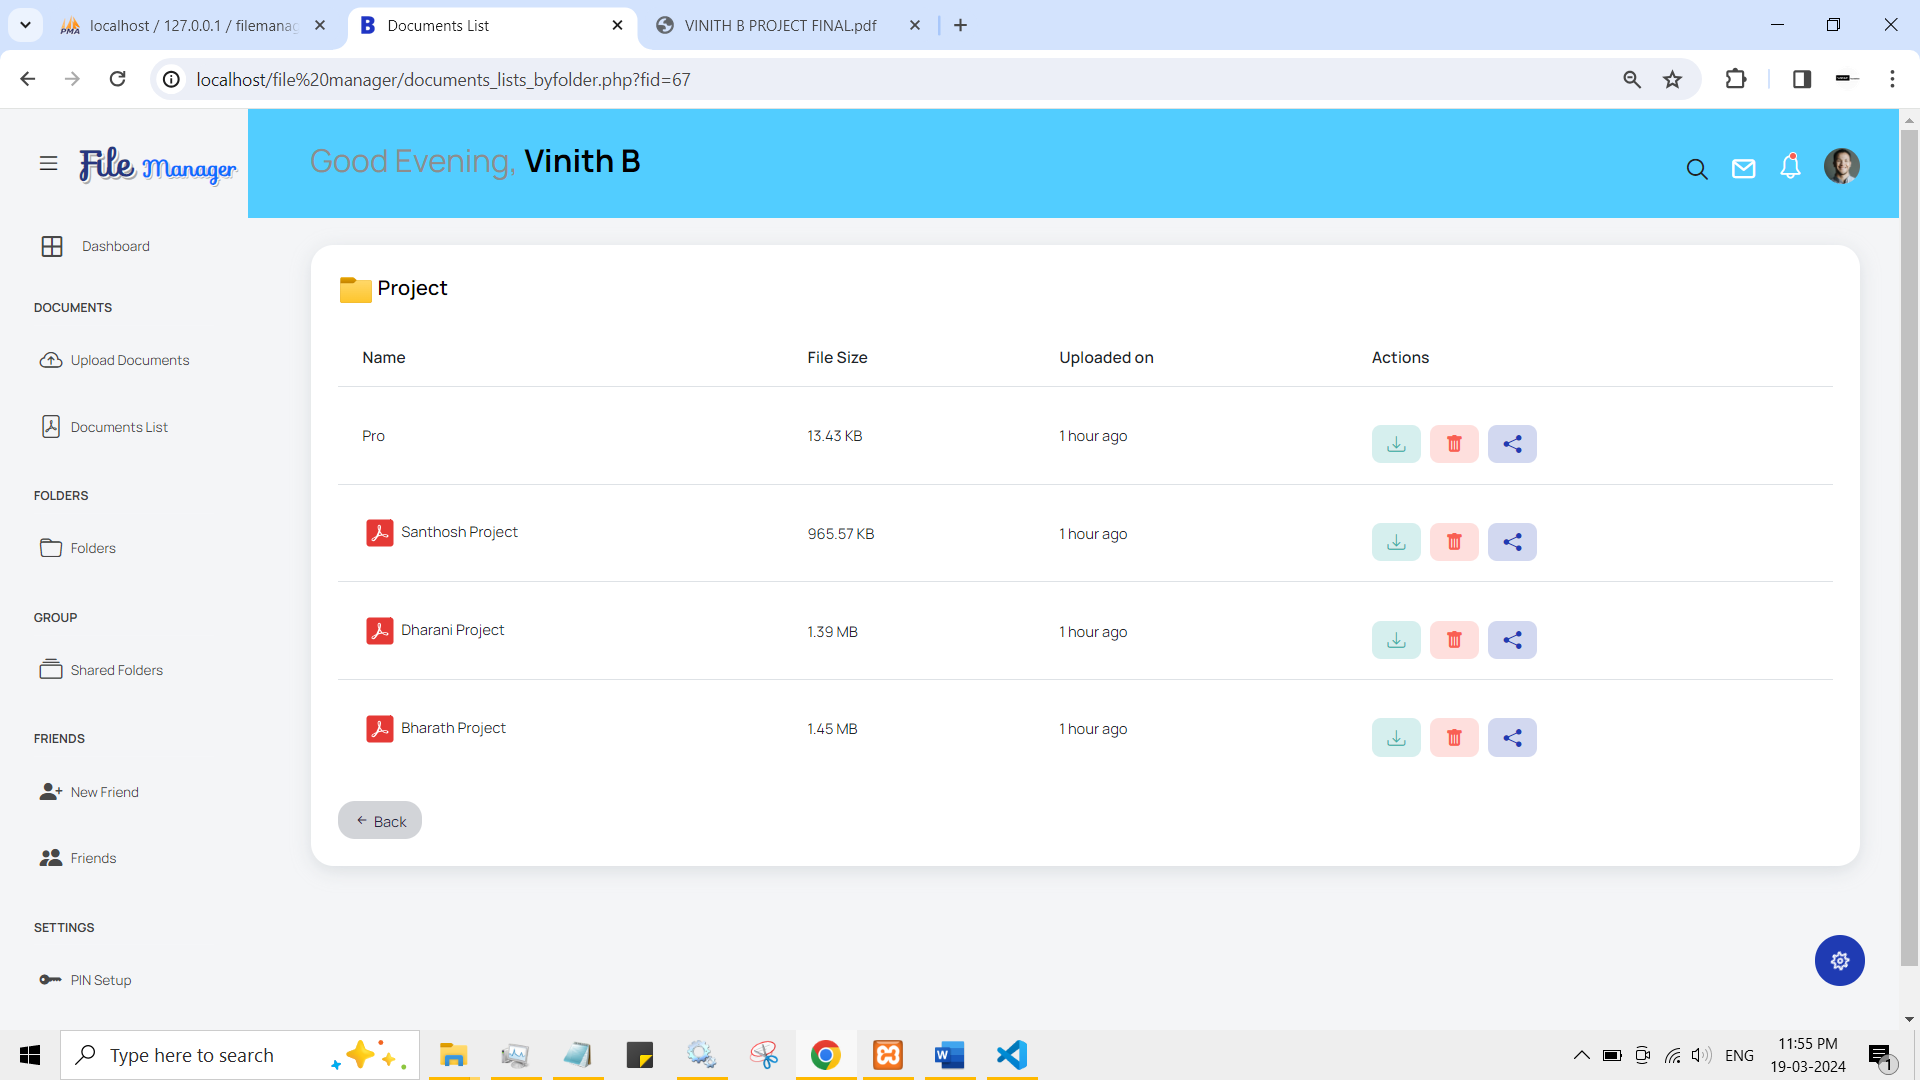 localhost / 127.0.0.1 / filemanag
Documents List
VINITH B PROJECT FINAL.pdf
localhost/file%20manager/documents_lists_byfolder.php?fid=67
File Manager
Good Evening, Vinith B
Dashboard
DOCUMENTS
Upload Documents
Documents List
FOLDERS
Folders
GROUP
Shared Folders
FRIENDS
New Friend
Friends
SETTINGS
PIN Setup
Project
Name File Size Uploaded on Actions
Pro 13.43 KB 1 hour ago
Santhosh Project 965.57 KB 1 hour ago
Dharani Project 1.39 MB 1 hour ago
Bharath Project 1.45 MB 1 hour ago
Back
Type here to search
ENG
11:55 PM
19-03-2024
1